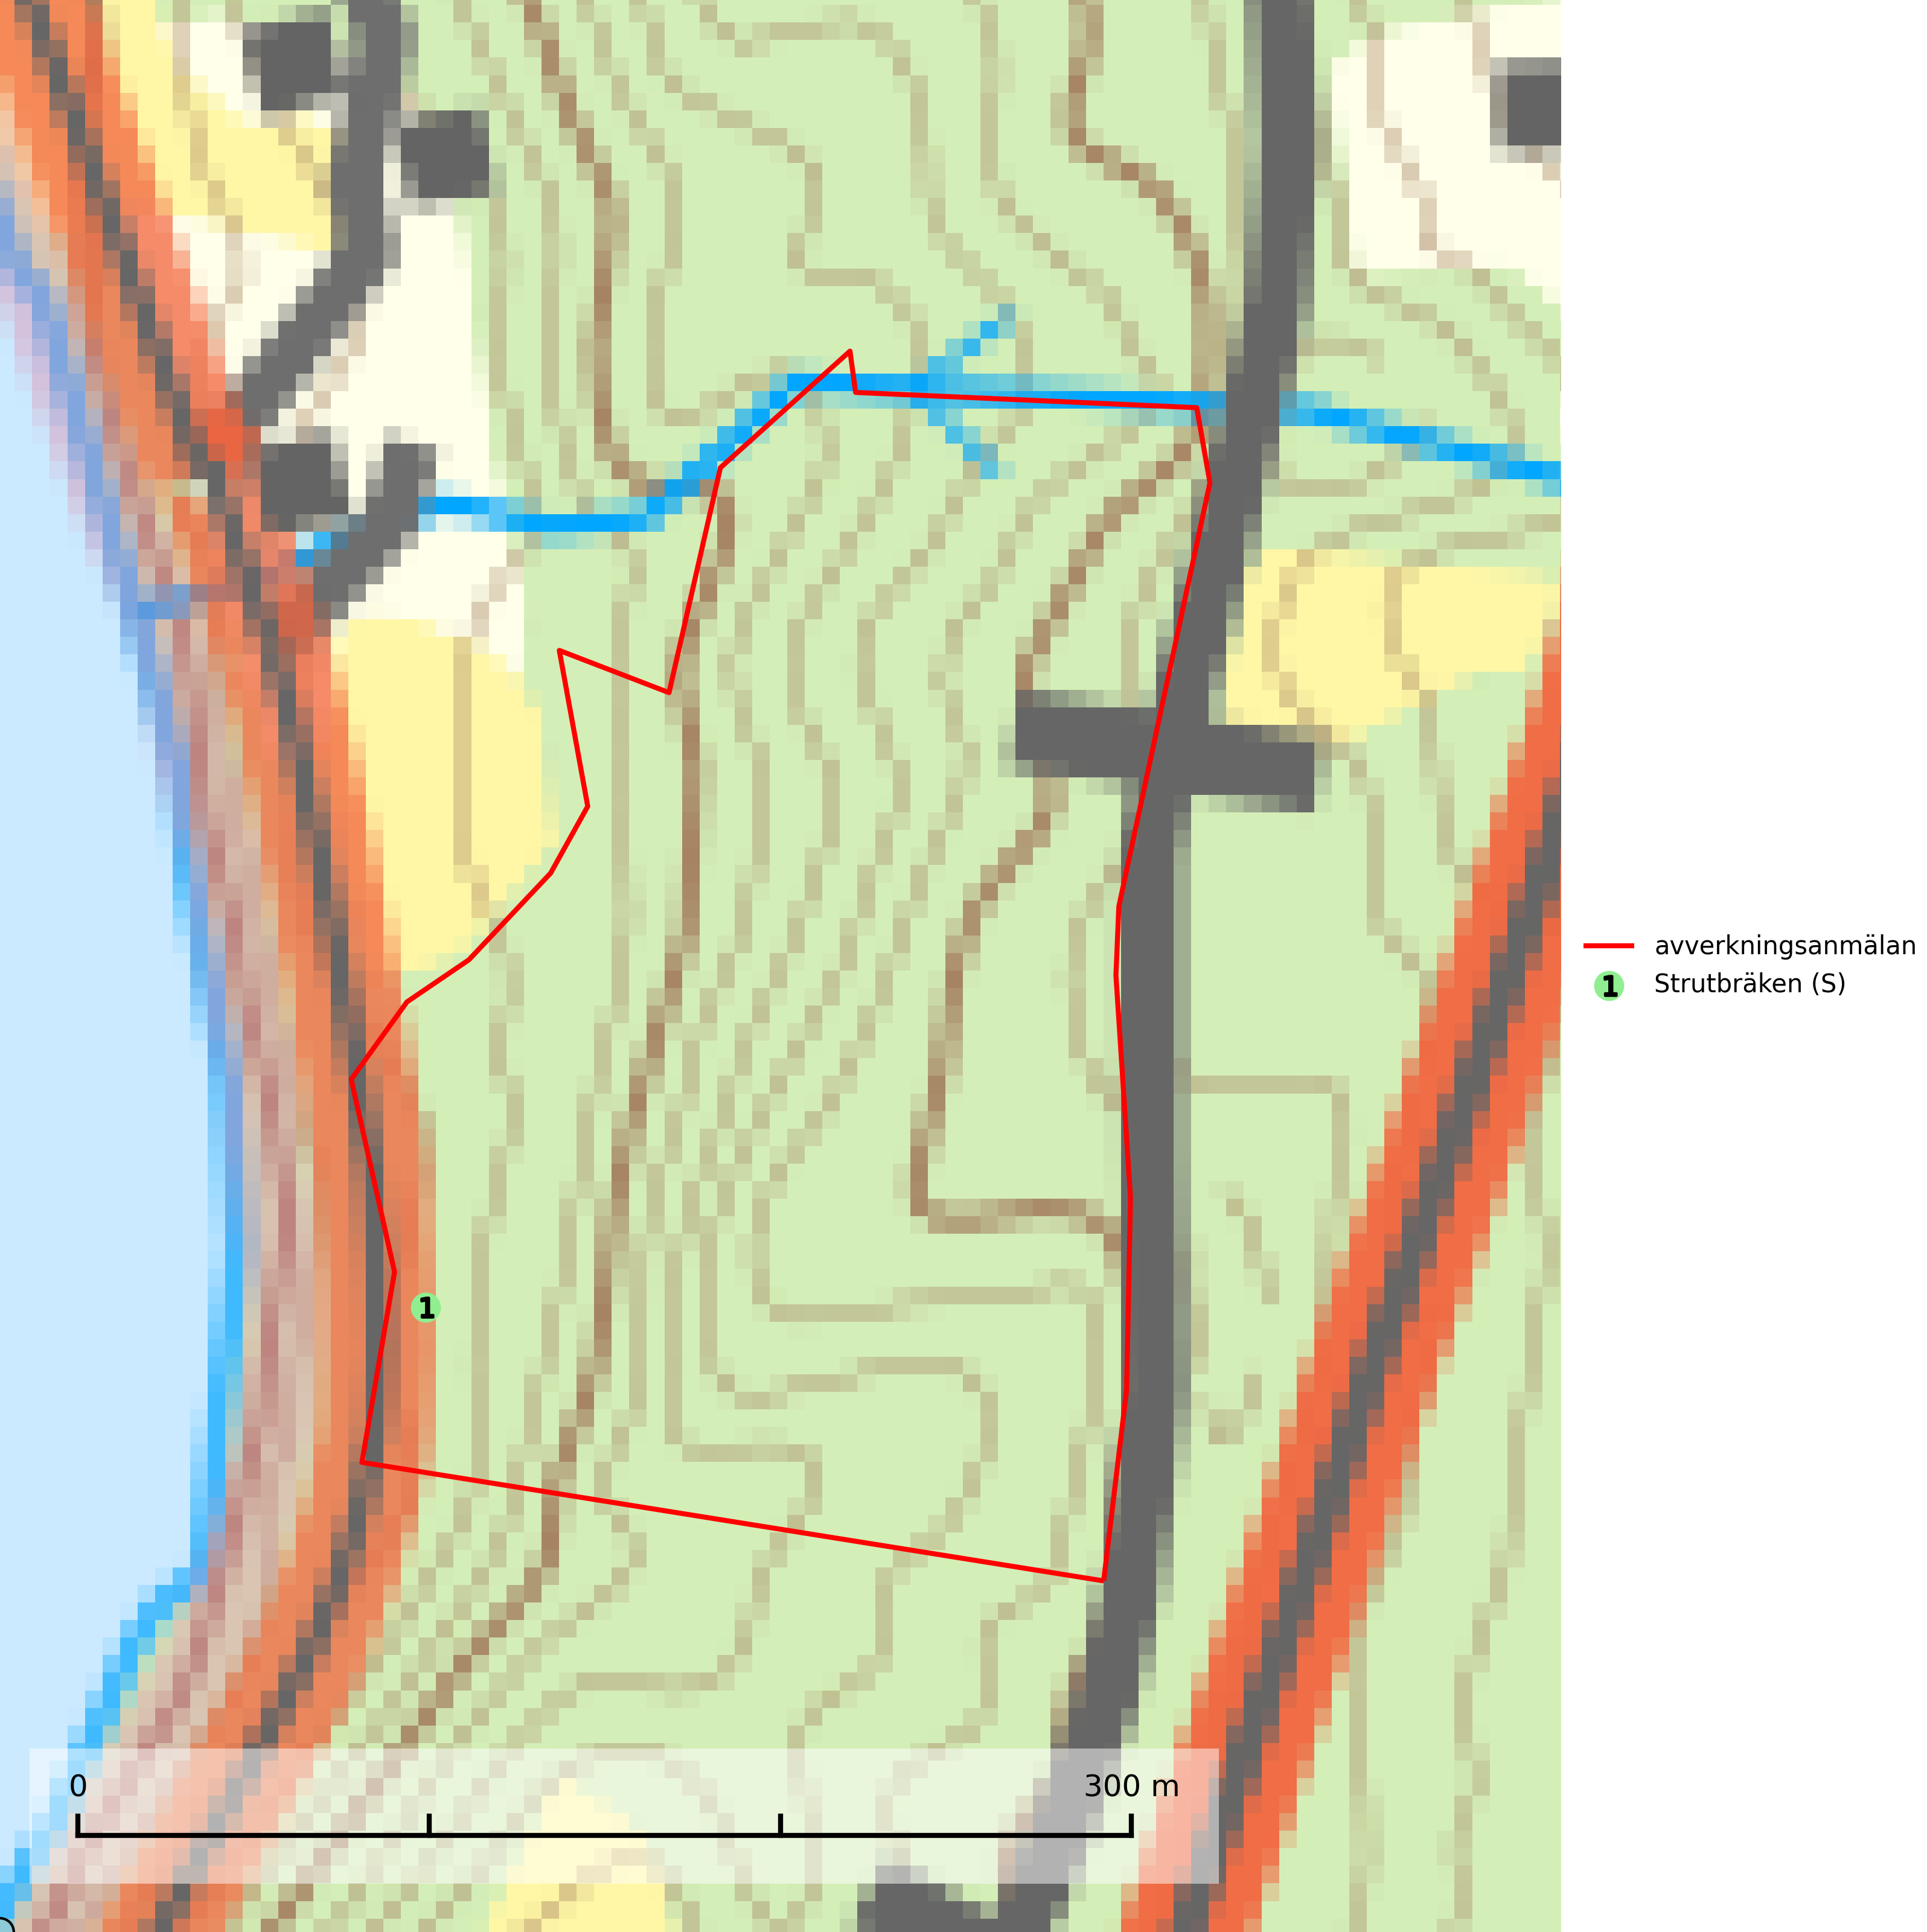 avverkningsanmälan
1 Strutbräken (S)
1
0 300 m